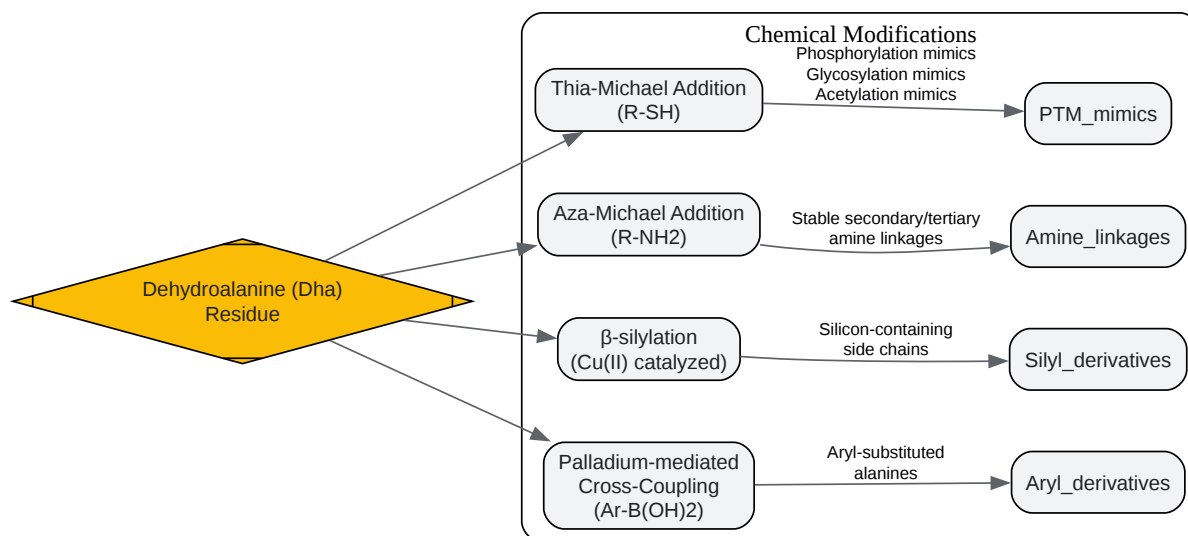 Chemical Modifications
Thia-Michael Addition
(R-SH)
Phosphorylation mimics
Glycosylation mimics
Acetylation mimics
PTM_mimics
Aza-Michael Addition
(R-NH2)
Stable secondary/tertiary
amine linkages
Amine_linkages
Dehydroalanine (Dha)
Residue
β-silylation
(Cu(II) catalyzed)
Silicon-containing
side chains
Silyl_derivatives
Palladium-mediated
Cross-Coupling
(Ar-B(OH)2)
Aryl-substituted
alanines
Aryl_derivatives